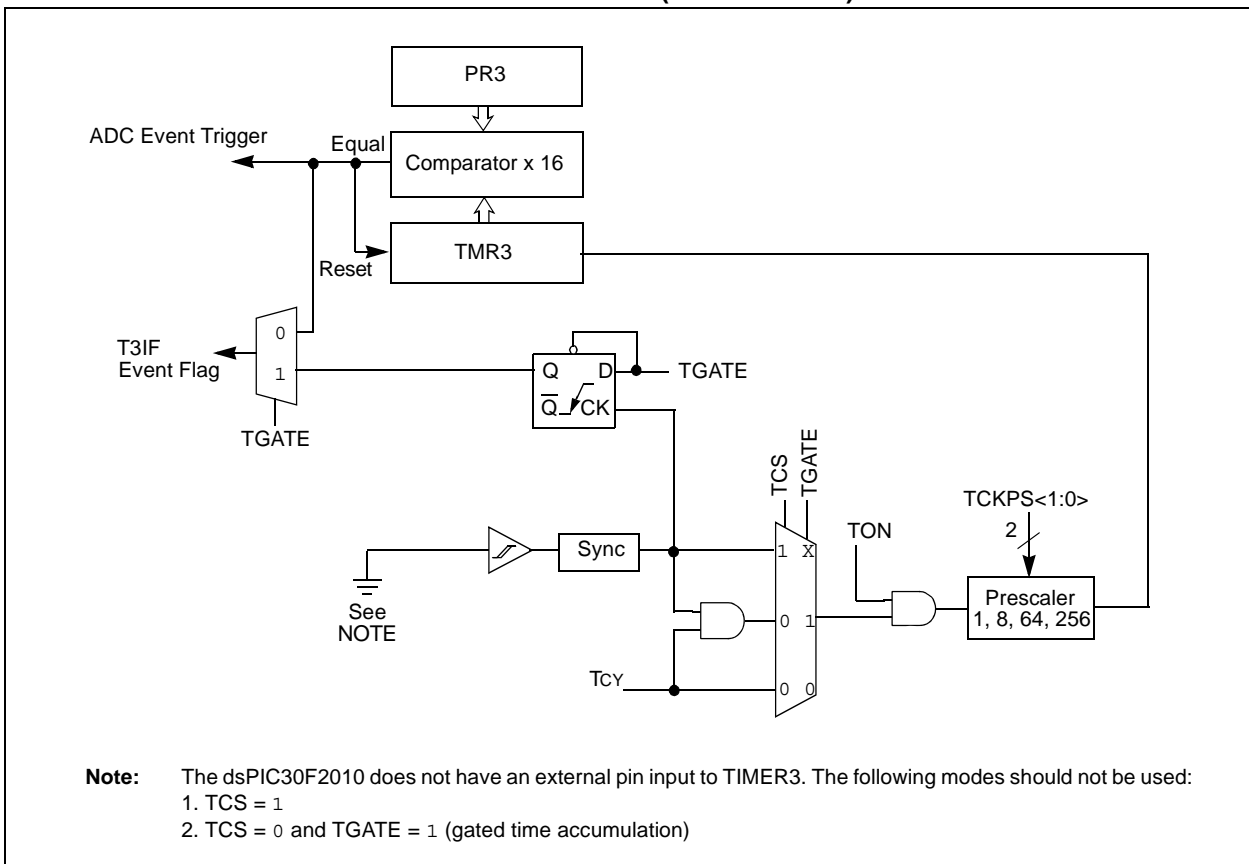 PR3
ADC Event Trigger
Equal
Comparator x 16
Reset
TMR3
0
1
T3IF
Event Flag
TGATE
Q
D
Q
CK
TGATE
TCS
TGATE
TCKPS<1:0>
2
TON
Sync
1 X
See
NOTE
0 1
Prescaler
1, 8, 64, 256
TCY
0 0
Note: The dsPIC30F2010 does not have an external pin input to TIMER3. The following modes should not be used:
1. TCS = 1
2. TCS = 0 and TGATE = 1 (gated time accumulation)